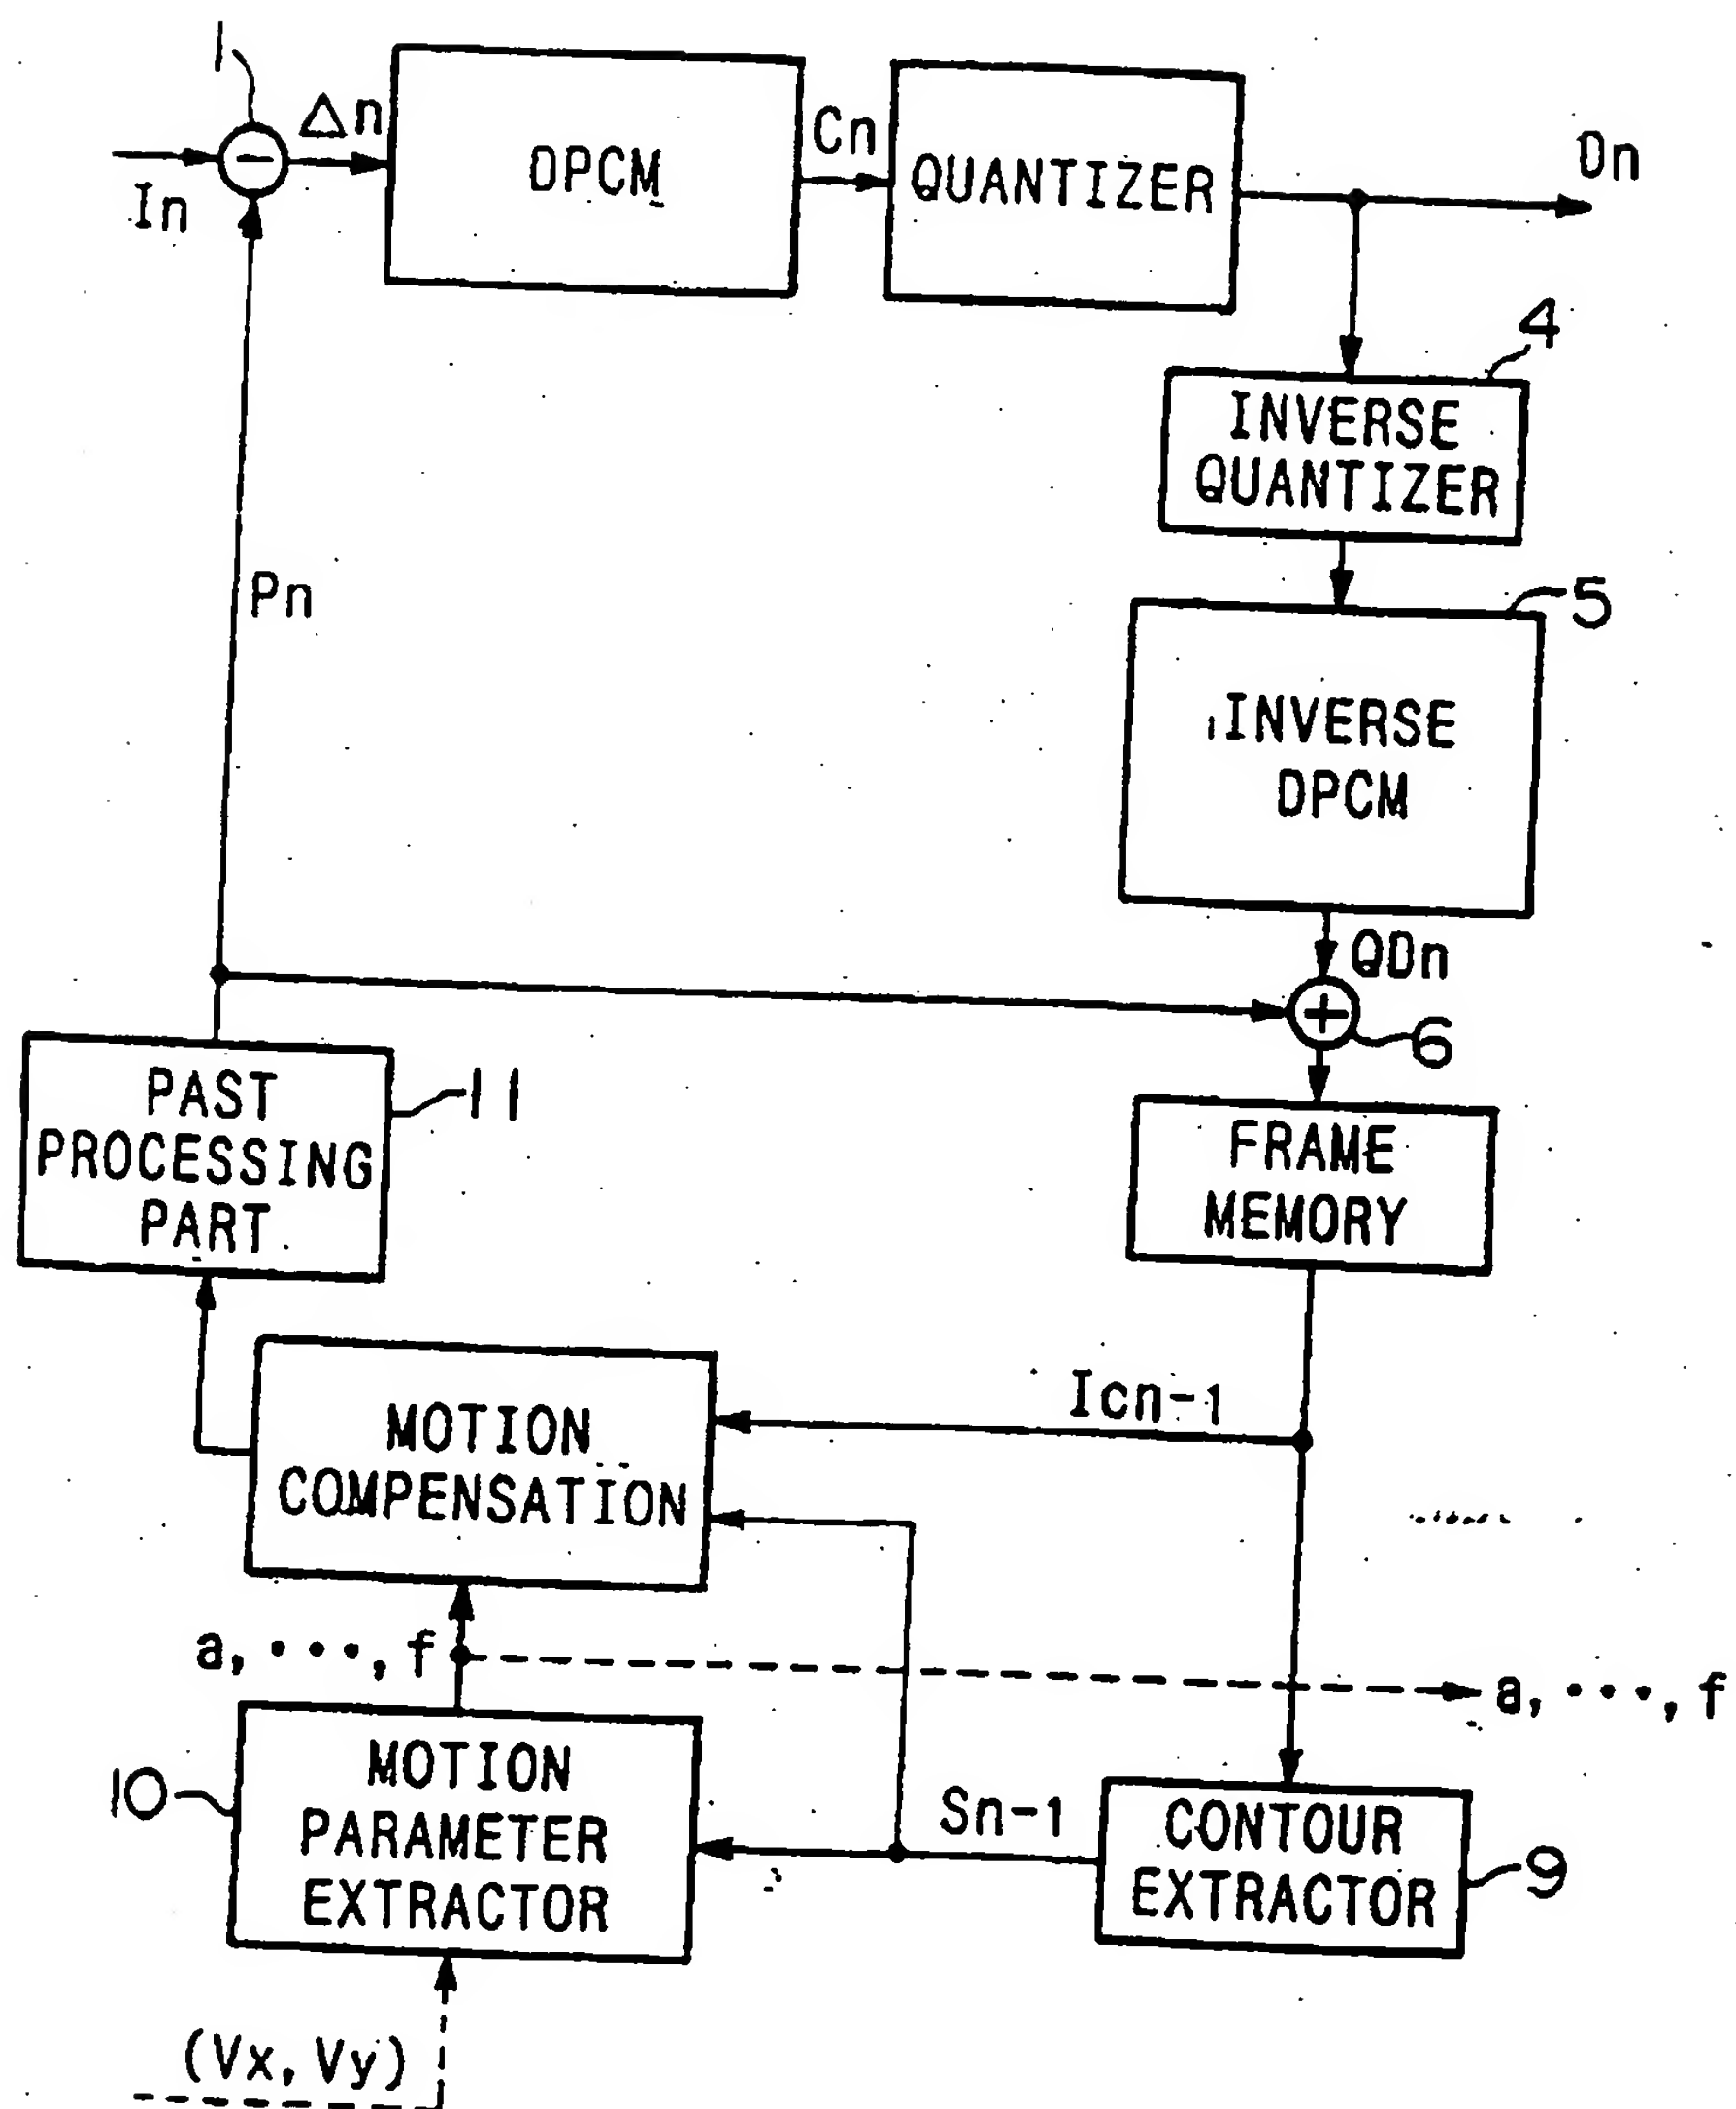 1
Δn
In
DPCM
Cn
QUANTIZER
Dn
4
INVERSE
QUANTIZER
Pn
5
INVERSE
DPCM
QDn
6
PAST
PROCESSING
PART
11
FRAME
MEMORY
Icn-1
MOTION
COMPENSATION
a, •••, f
a, •••, f
MOTION
PARAMETER
EXTRACTOR
10
Sn-1
CONTOUR
EXTRACTOR
9
(Vx, Vy)